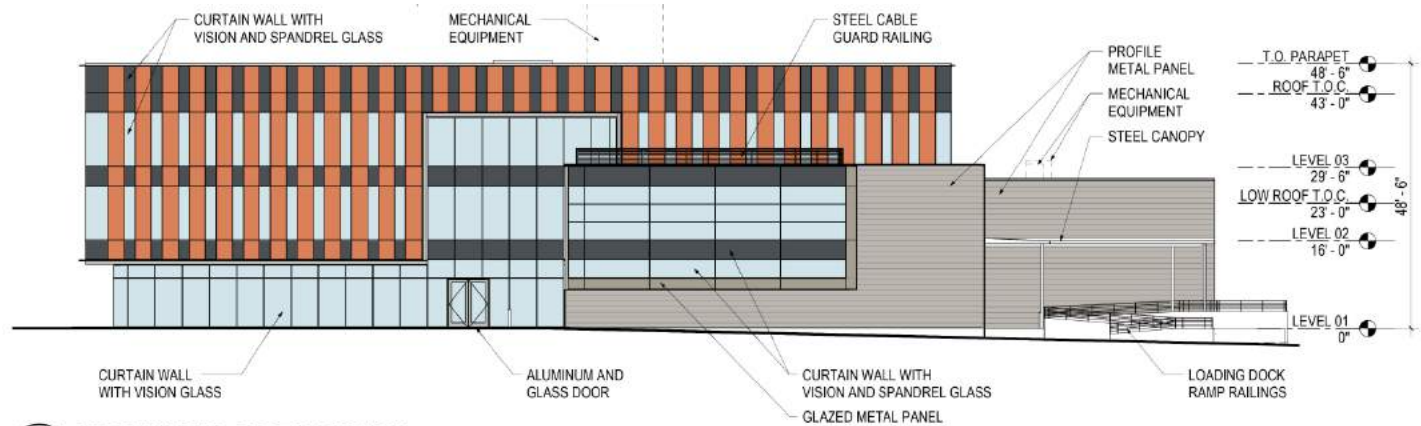 CURTAIN WALL WITH
VISION AND SPANDREL GLASS
MECHANICAL
EQUIPMENT
STEEL CABLE
GUARD RAILING
PROFILE
METAL PANEL
MECHANICAL
EQUIPMENT
STEEL CANOPY
T.O. PARAPET
48' - 6"
ROOF T.O.C.
43' - 0"
LEVEL 03
29' - 6"
LOW ROOF T.O.C.
23' - 0"
LEVEL 02
16' - 0"
LEVEL 01
0"
48' - 6"
CURTAIN WALL
WITH VISION GLASS
ALUMINUM AND
GLASS DOOR
CURTAIN WALL WITH
VISION AND SPANDREL GLASS
GLAZED METAL PANEL
LOADING DOCK
RAMP RAILINGS